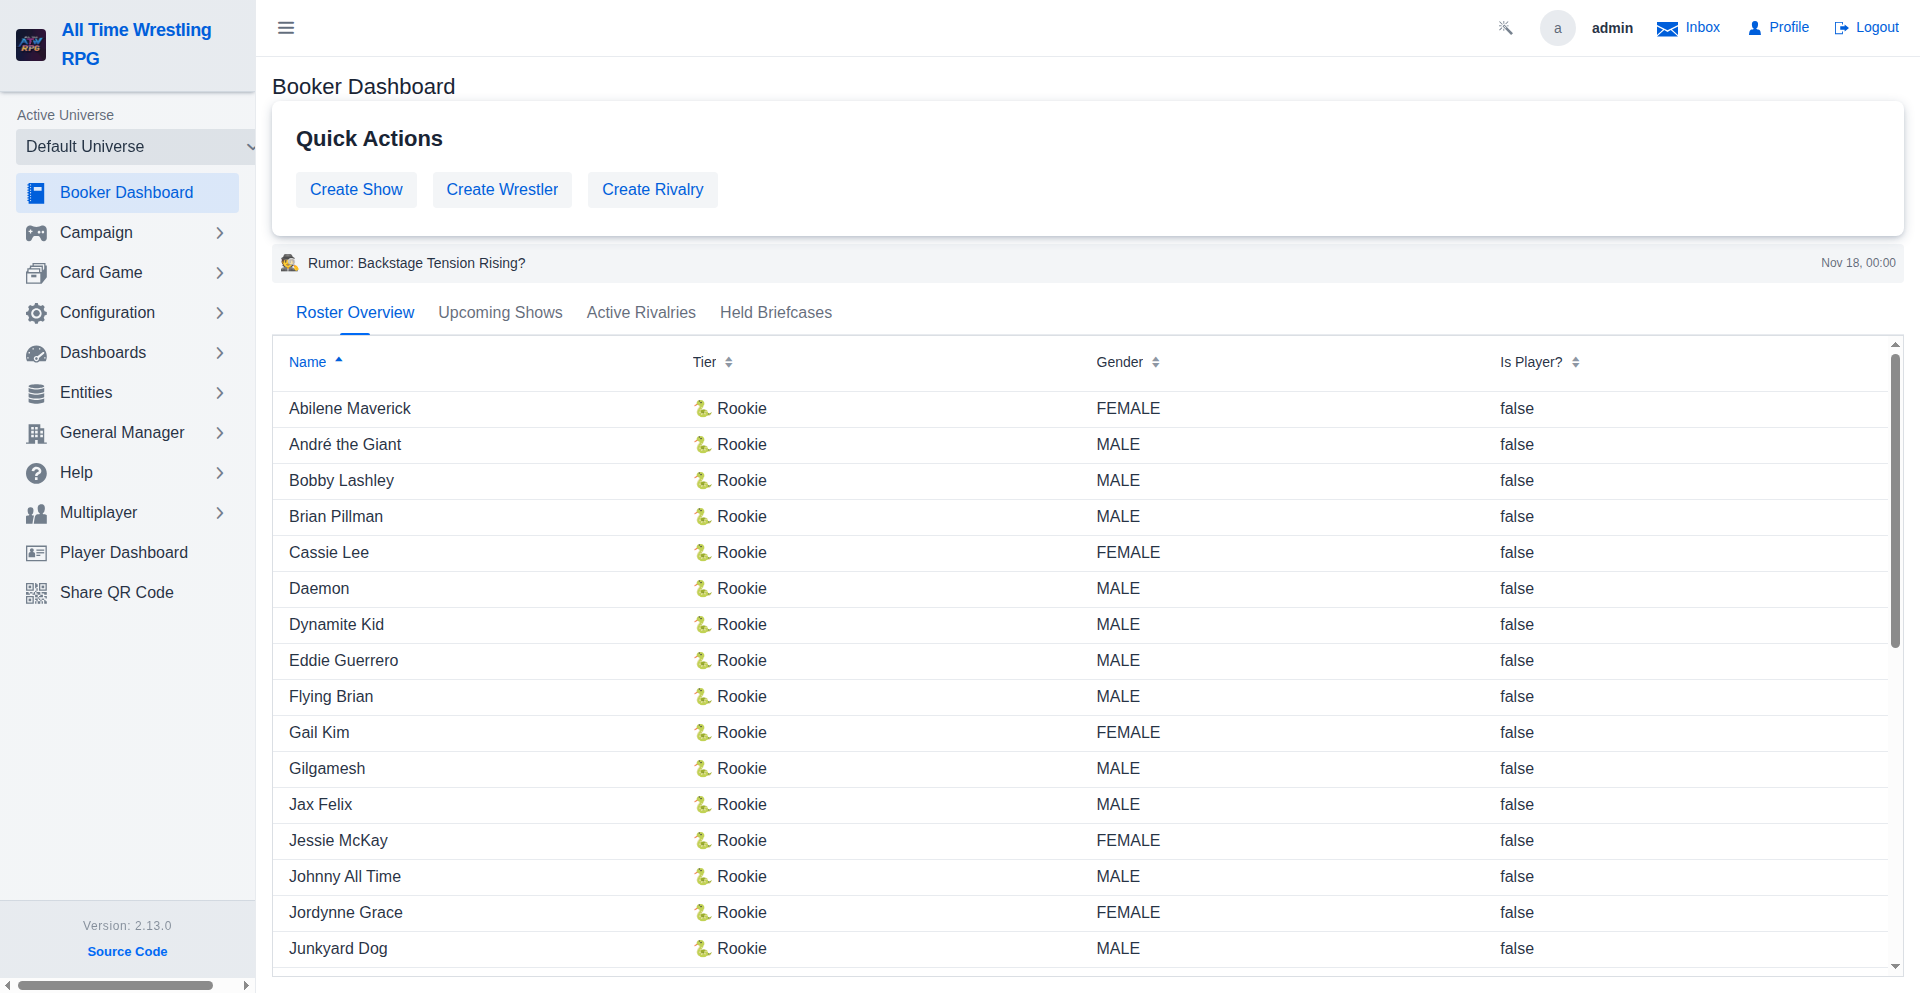 All Time Wrestling
RPG
Active Universe
Default Universe
Booker Dashboard
Campaign
Card Game
Configuration
Dashboards
Entities
General Manager
Help
Multiplayer
Player Dashboard
Share QR Code
Version: 2.13.0
Source Code
a admin Inbox Profile Logout
Booker Dashboard
Quick Actions
Create Show Create Wrestler Create Rivalry
Rumor: Backstage Tension Rising? Nov 18, 00:00
Roster Overview Upcoming Shows Active Rivalries Held Briefcases
Name Tier Gender Is Player?
Abilene Maverick Rookie FEMALE false
André the Giant Rookie MALE false
Bobby Lashley Rookie MALE false
Brian Pillman Rookie MALE false
Cassie Lee Rookie FEMALE false
Daemon Rookie MALE false
Dynamite Kid Rookie MALE false
Eddie Guerrero Rookie MALE false
Flying Brian Rookie MALE false
Gail Kim Rookie FEMALE false
Gilgamesh Rookie MALE false
Jax Felix Rookie MALE false
Jessie McKay Rookie FEMALE false
Johnny All Time Rookie MALE false
Jordynne Grace Rookie FEMALE false
Junkyard Dog Rookie MALE false